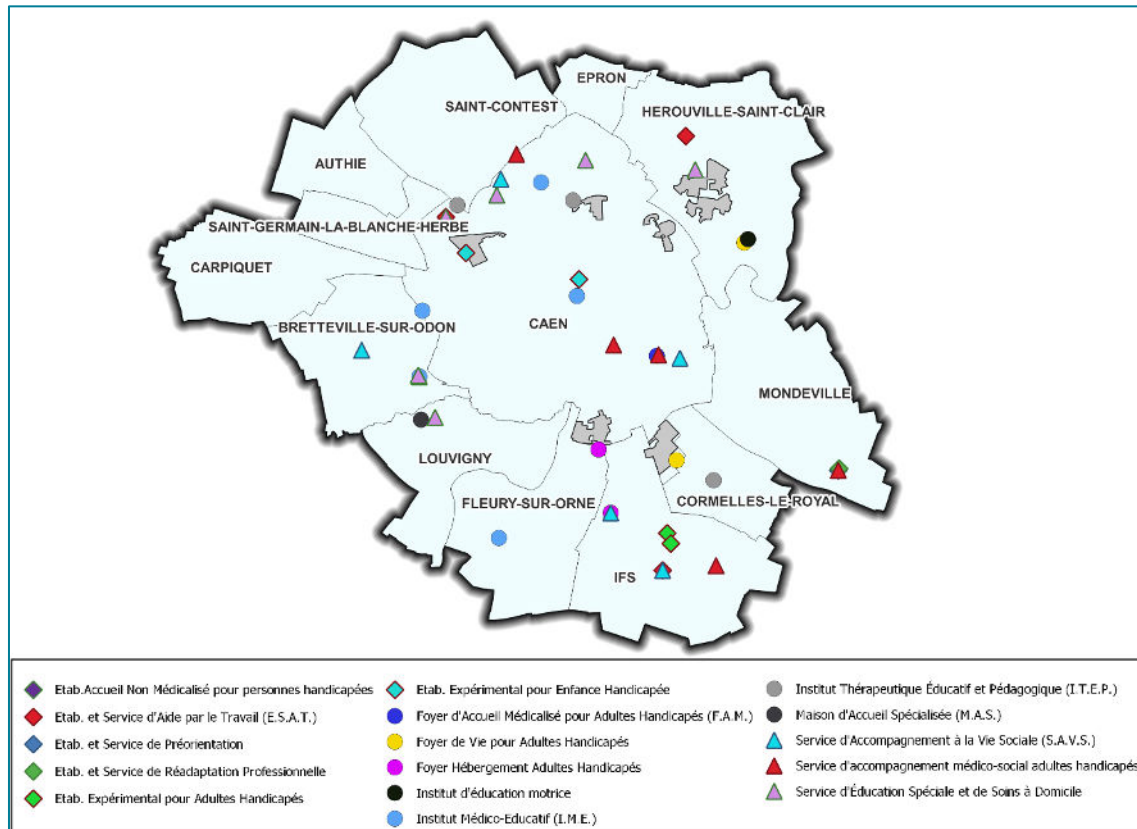 EPRON
SAINT-CONTEST
HEROUVILLE-SAINT-CLAIR
AUTHIE
SAINT-GERMAIN-LA-BLANCHE-HERBE
CARPIQUET
BRETTEVILLE-SUR-ODON
CAEN
MONDEVILLE
LOUVIGNY
FLEURY-SUR-ORNE
CORMELLES-LE-ROYAL
IFS
Etab.Accueil Non Médicalisé pour personnes handicapées
Etab. et Service d'Aide par le Travail (E.S.A.T.)
Etab. et Service de Préorientation
Etab. et Service de Réadaptation Professionnelle
Etab. Expérimental pour Adultes Handicapés
Etab. Expérimental pour Enfance Handicapée
Foyer d'Accueil Médicalisé pour Adultes Handicapés (F.A.M.)
Foyer de Vie pour Adultes Handicapés
Foyer Hébergement Adultes Handicapés
Institut d'éducation motrice
Institut Médico-Educatif (I.M.E.)
Institut Thérapeutique Éducatif et Pédagogique (I.T.E.P.)
Maison d'Accueil Spécialisée (M.A.S.)
Service d'Accompagnement à la Vie Sociale (S.A.V.S.)
Service d'accompagnement médico-social adultes handicapés
Service d'Éducation Spéciale et de Soins à Domicile